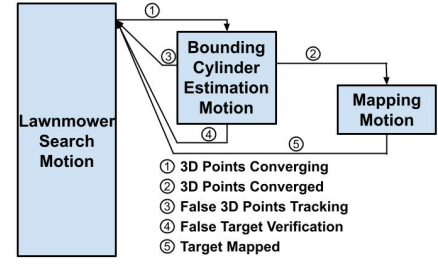 ①
Bounding
Cylinder
Estimation
Motion
②
③
Mapping
Motion
Lawnmower
Search
Motion
④
⑤
① 3D Points Converging
② 3D Points Converged
③ False 3D Points Tracking
④ False Target Verification
⑤ Target Mapped